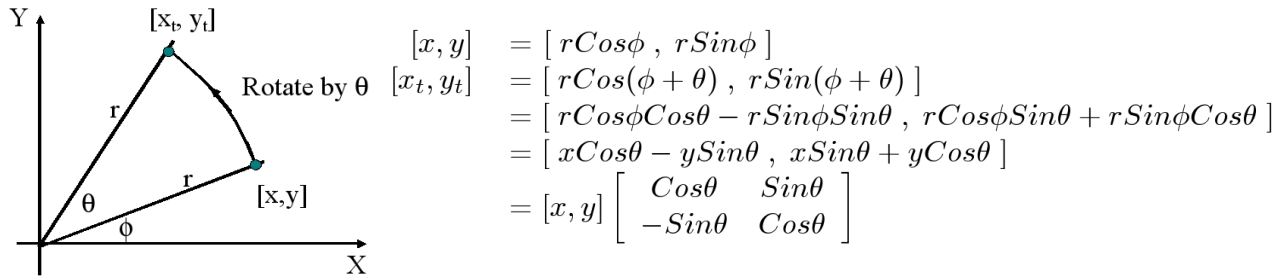 Y
[xₜ, yₜ]
Rotate by θ
r
r
[x,y]
θ
ϕ
X
[x, y] = [ rCosϕ , rSinϕ ]
[xₜ, yₜ] = [ rCos(ϕ + θ) , rSin(ϕ + θ) ]
= [ rCosϕCosθ − rSinϕSinθ , rCosϕSinθ + rSinϕCosθ ]
= [ xCosθ − ySinθ , xSinθ + yCosθ ]
= [x, y] [ Cosθ Sinθ
−Sinθ Cosθ ]